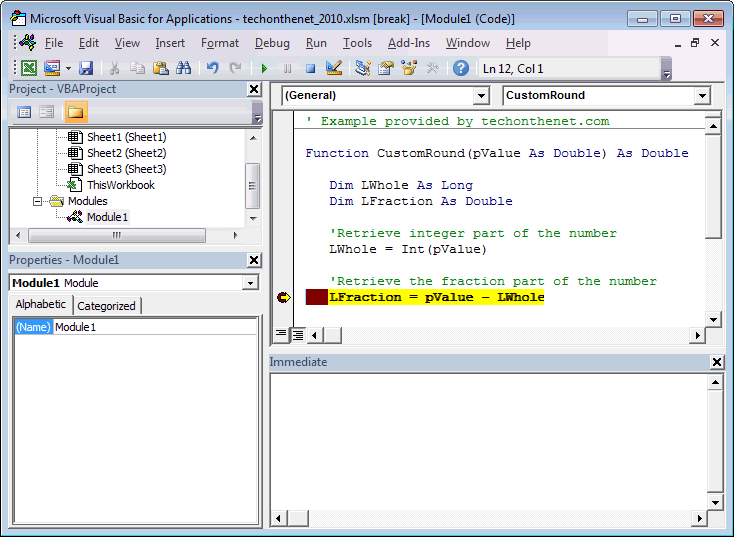 Microsoft Visual Basic for Applications - techonthenet_2010.xlsm [break] - [Module1 (Code)]
File Edit View Insert Format Debug Run Tools Add-Ins Window Help
Ln 12, Col 1
Project - VBAProject
Sheet1 (Sheet1)
Sheet2 (Sheet2)
Sheet3 (Sheet3)
ThisWorkbook
Modules
Module1
Properties - Module1
Module1 Module
Alphabetic Categorized
(Name) Module1
(General) CustomRound
' Example provided by techonthenet.com
Function CustomRound(pValue As Double) As Double
Dim LWhole As Long
Dim LFraction As Double
'Retrieve integer part of the number
LWhole = Int(pValue)
'Retrieve the fraction part of the number
LFraction = pValue - LWhole
Immediate